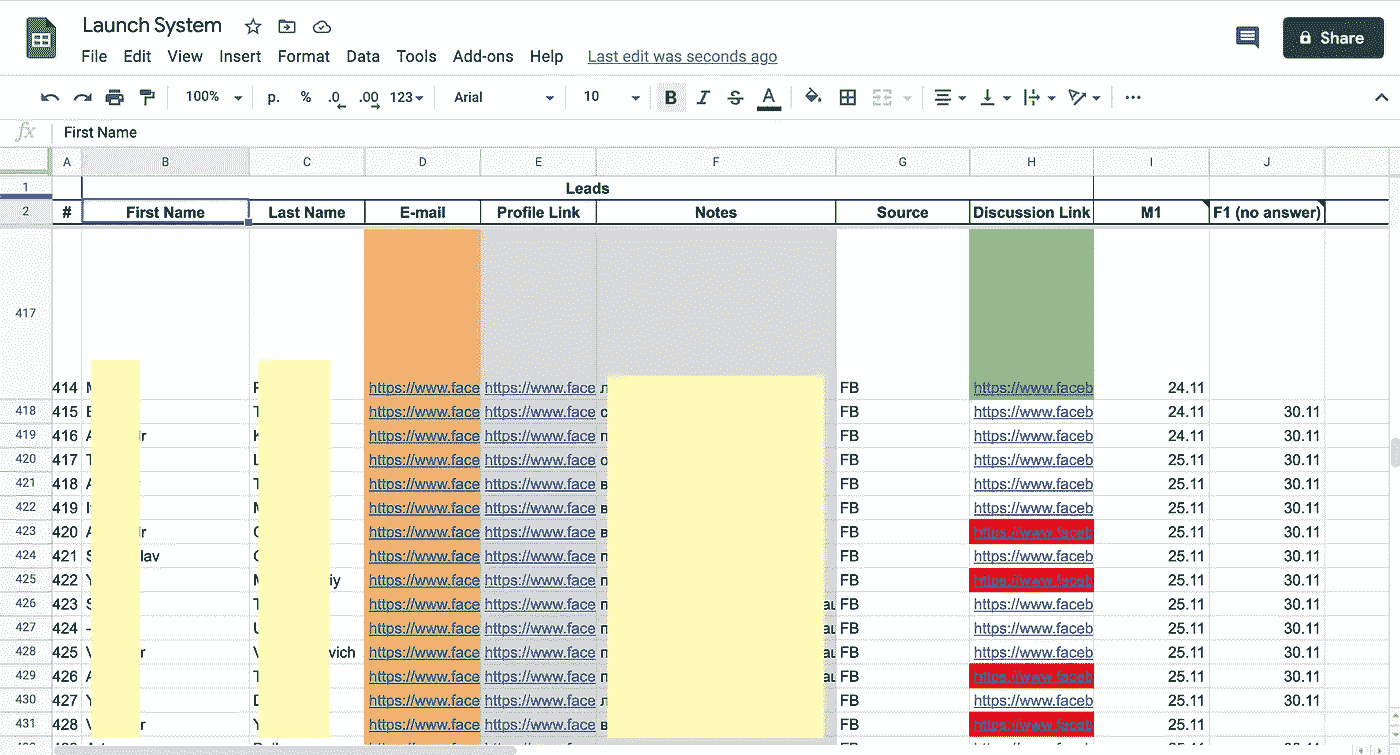 Launch System
File Edit View Insert Format Data Tools Add-ons Help Last edit was seconds ago
Share
100% p. % .0 .00 123 Arial 10 B I S A
fx First Name
A B C D E F G H I J
1 Leads
2 # First Name Last Name E-mail Profile Link Notes Source Discussion Link M1 F1 (no answer)
417 414 https://www.face https://www.face FB https://www.faceb 24.11
418 415 https://www.face https://www.face FB https://www.faceb 24.11 30.11
419 416 https://www.face https://www.face FB https://www.faceb 24.11 30.11
420 417 https://www.face https://www.face FB https://www.faceb 25.11 30.11
421 418 https://www.face https://www.face FB https://www.faceb 25.11 30.11
422 419 https://www.face https://www.face FB https://www.faceb 25.11 30.11
423 420 https://www.face https://www.face FB https://www.faceb 25.11 30.11
424 421 https://www.face https://www.face FB https://www.faceb 25.11 30.11
425 422 https://www.face https://www.face FB https://www.faceb 25.11 30.11
426 423 https://www.face https://www.face FB https://www.faceb 25.11 30.11
427 424 https://www.face https://www.face FB https://www.faceb 25.11 30.11
428 425 https://www.face https://www.face FB https://www.faceb 25.11 30.11
429 426 https://www.face https://www.face FB https://www.faceb 25.11 30.11
430 427 https://www.face https://www.face FB https://www.faceb 25.11 30.11
431 428 https://www.face https://www.face FB https://www.faceb 25.11